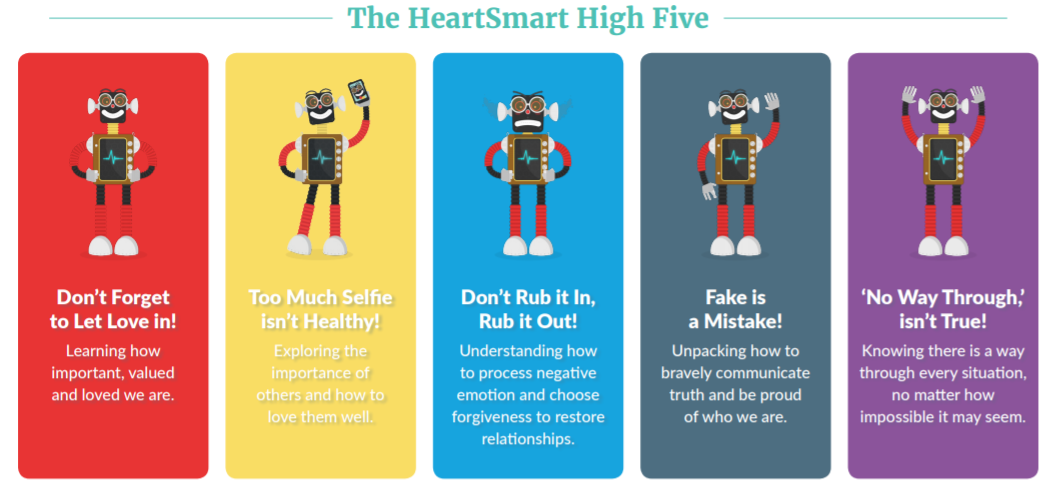 The HeartSmart High Five
Don't Forget
to Let Love in!
Learning how
important, valued
and loved we are.
Too Much Selfie
isn't Healthy!
Exploring the
importance of
others and how to
love them well.
Don't Rub it In,
Rub it Out!
Understanding how
to process negative
emotion and choose
forgiveness to restore
relationships.
Fake is
a Mistake!
Unpacking how to
bravely communicate
truth and be proud
of who we are.
‘No Way Through,’
isn't True!
Knowing there is a way
through every situation,
no matter how
impossible it may seem.